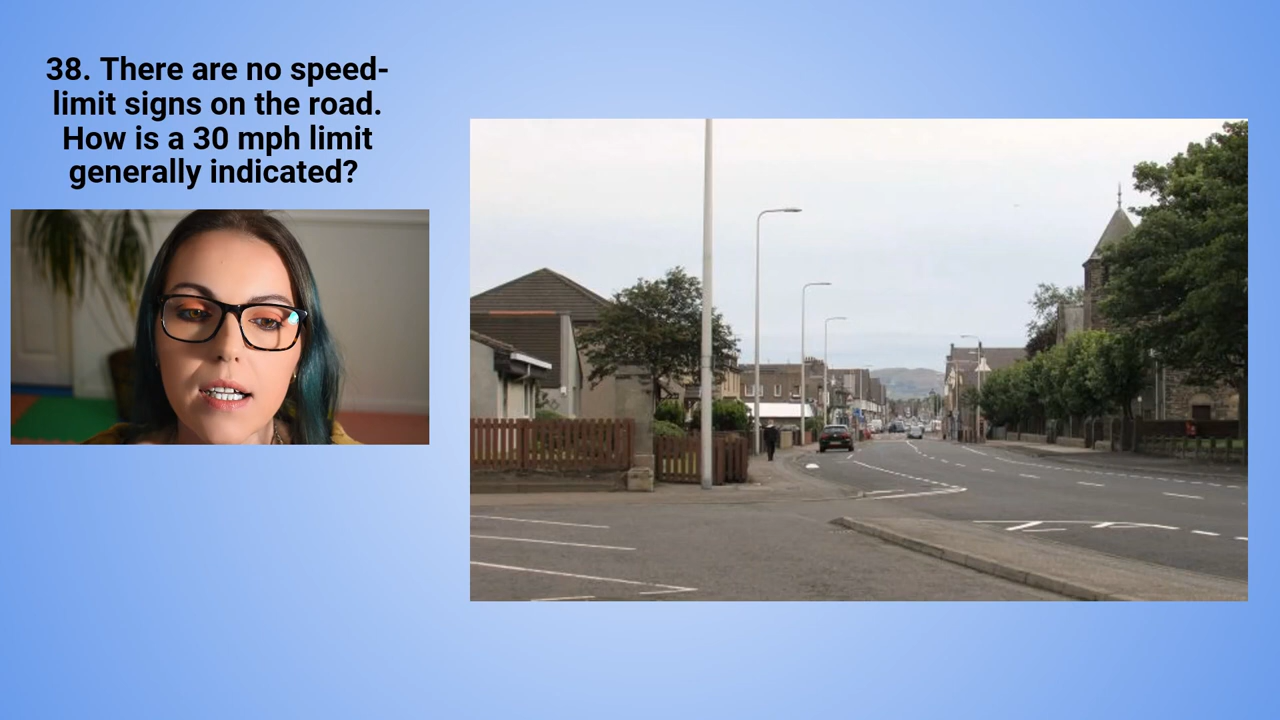 38. There are no speed-
limit signs on the road.
How is a 30 mph limit
generally indicated?